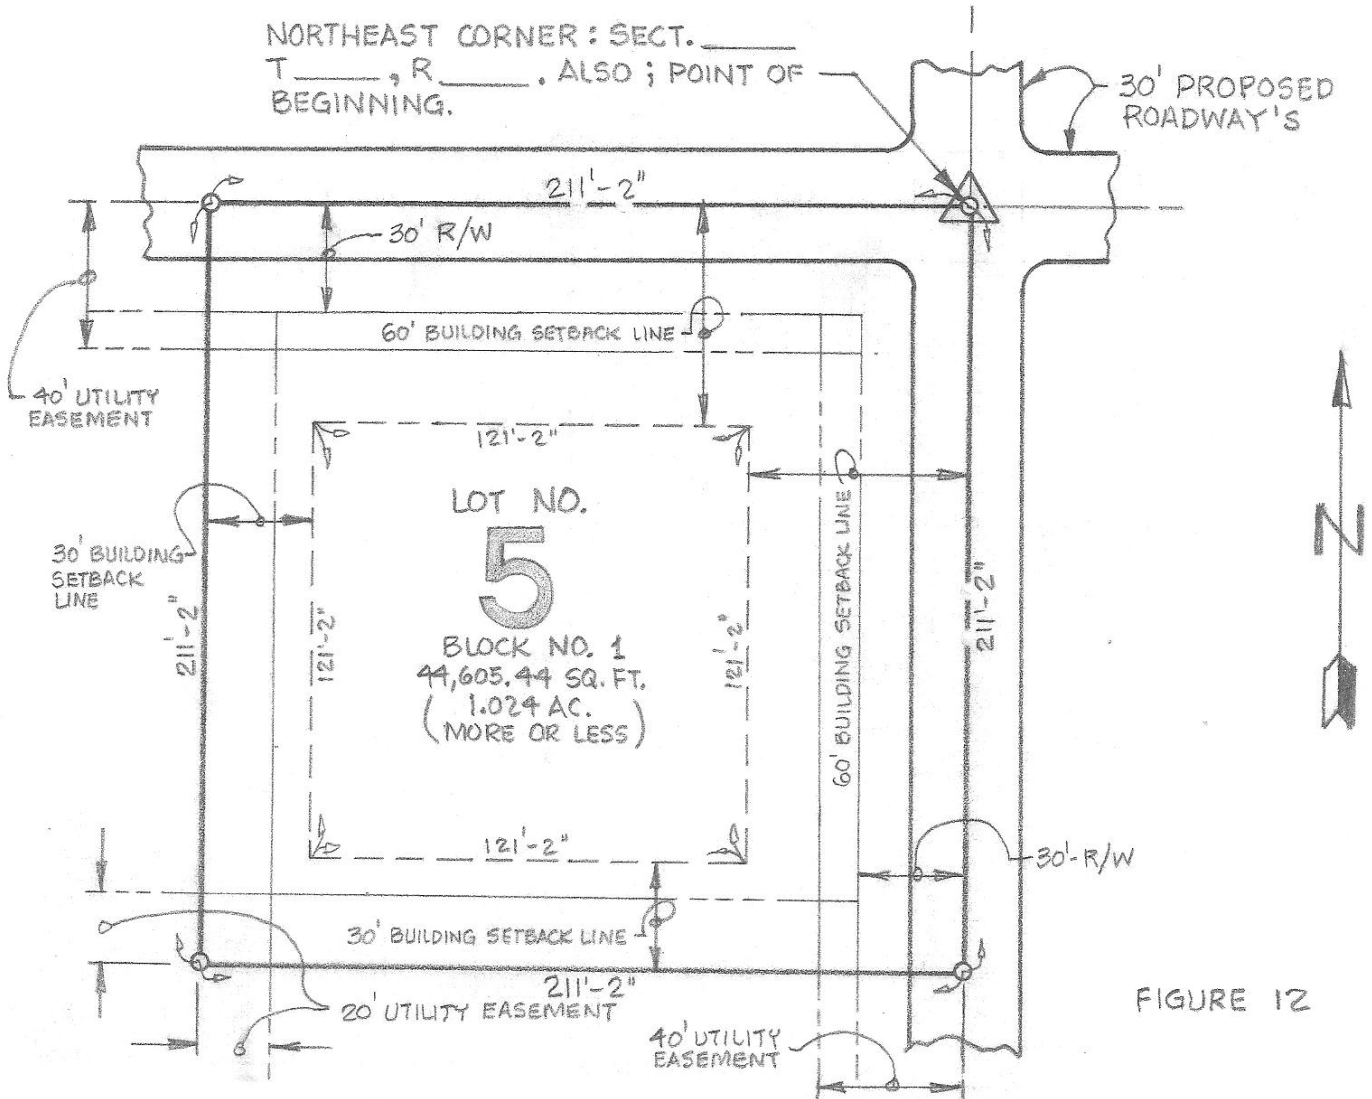 NORTHEAST CORNER: SECT. ______
T ______, R ______. ALSO; POINT OF
BEGINNING.
30' PROPOSED
ROADWAY'S
211'-2"
30' R/W
60' BUILDING SETBACK LINE
40' UTILITY
EASEMENT
121'-2"
LOT NO.
5
BLOCK NO. 1
44,605.44 SQ. FT.
1.024 AC.
(MORE OR LESS)
30' BUILDING
SETBACK
LINE
211'-2"
121'-2"
121'-2"
60' BUILDING SETBACK LINE
211'-2"
N
121'-2"
30'-R/W
30' BUILDING SETBACK LINE
211'-2"
20' UTILITY EASEMENT
40' UTILITY
EASEMENT
FIGURE 12